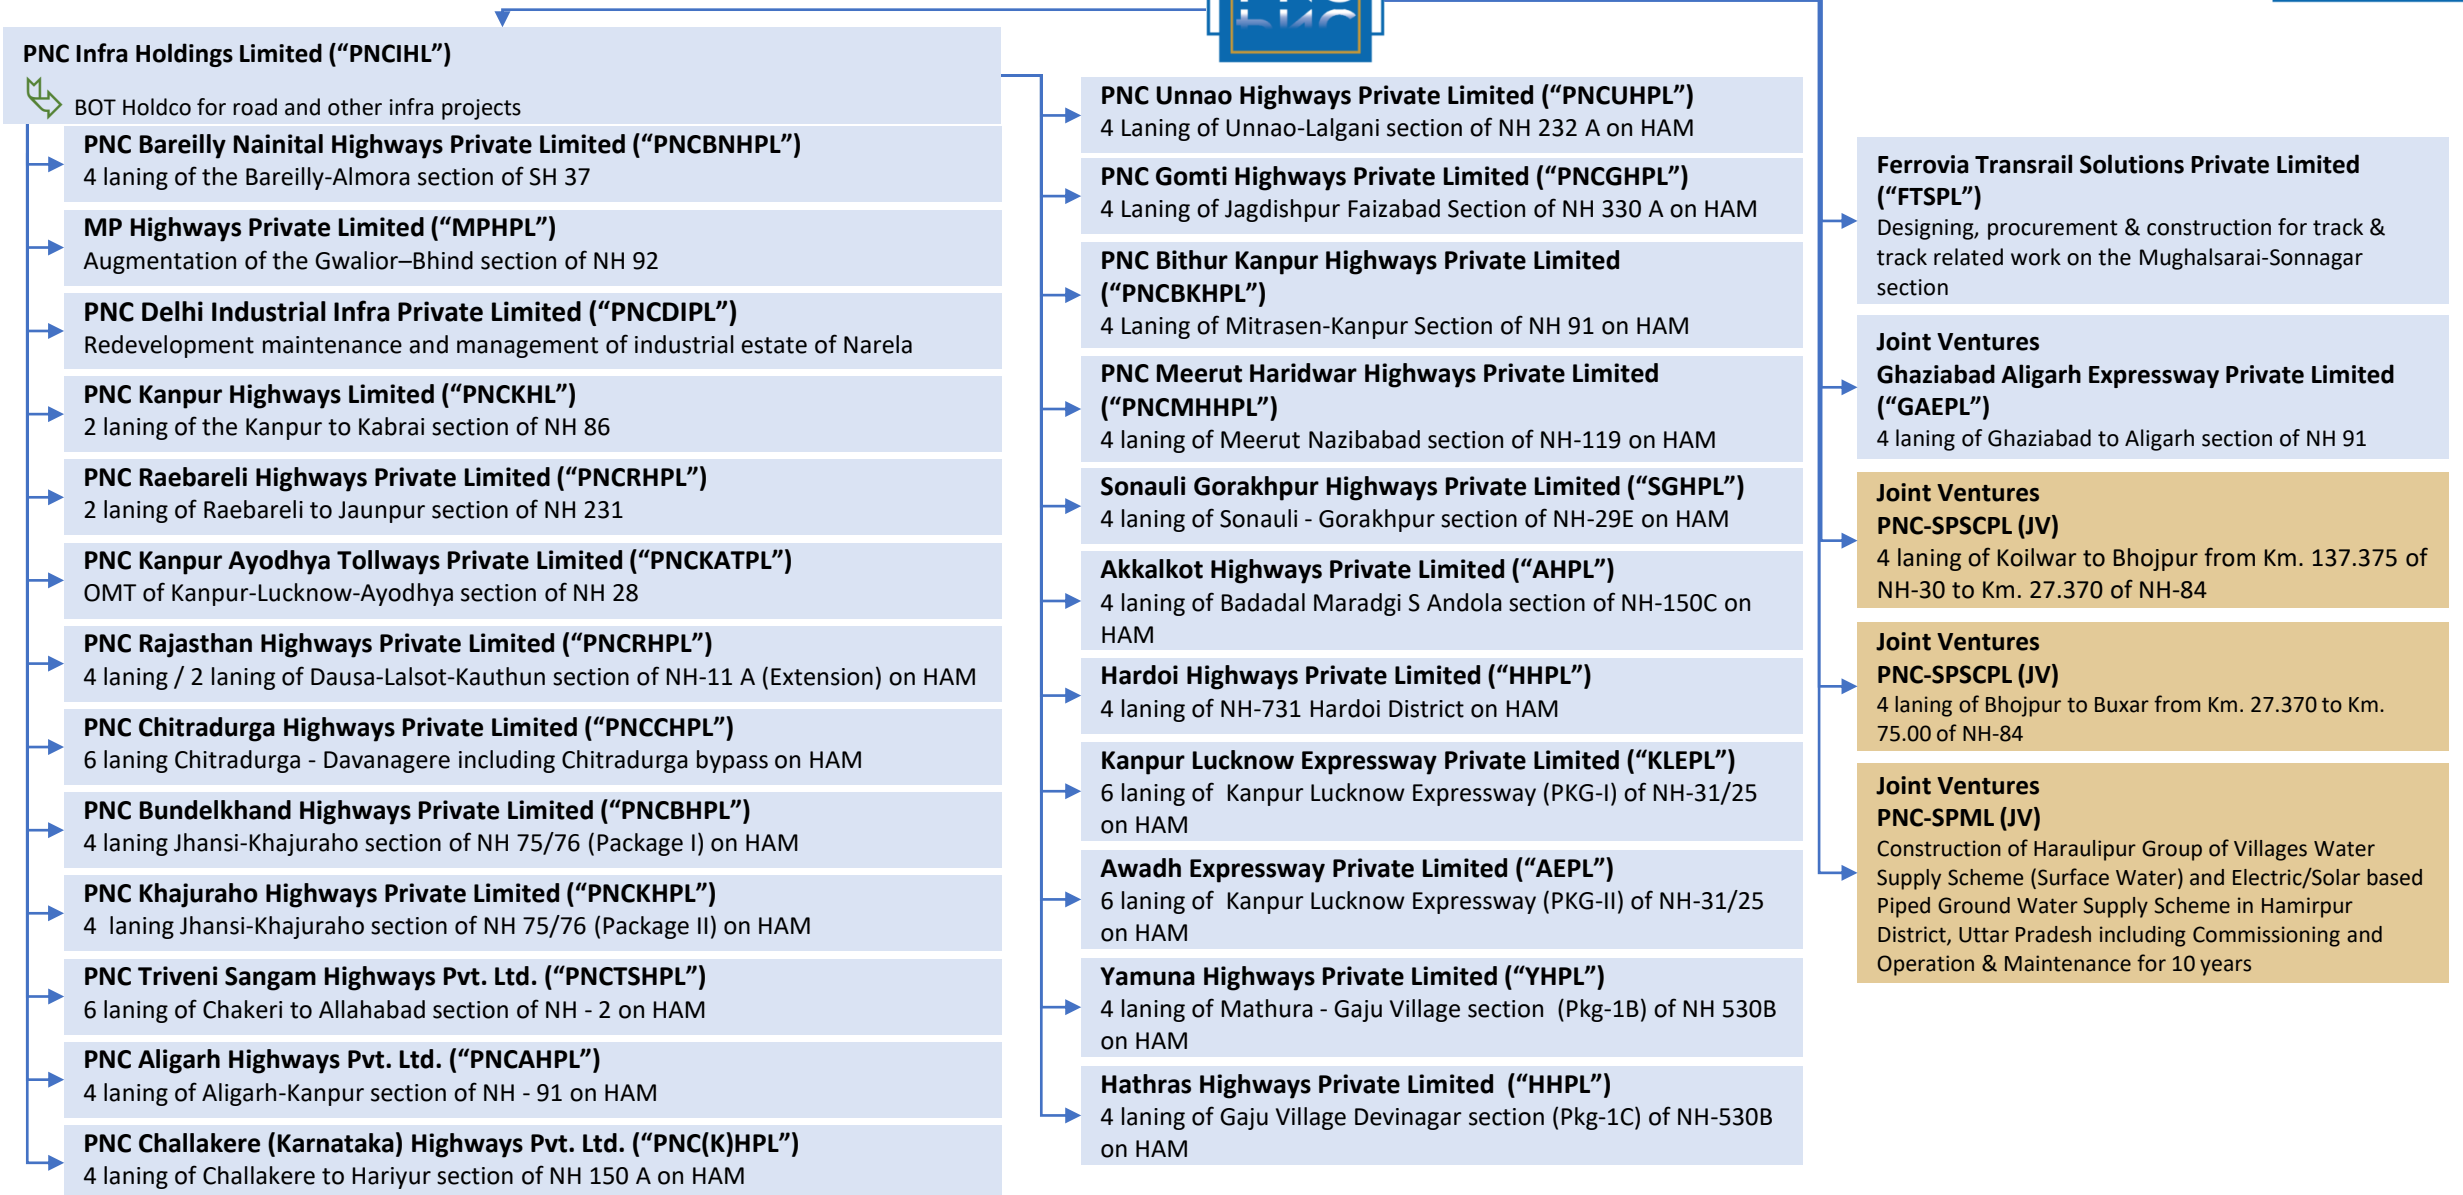 PNC Infra Holdings Limited (“PNCIHL”)
BOT Holdco for road and other infra projects
PNC Bareilly Nainital Highways Private Limited (“PNCBNHPL”)
4 laning of the Bareilly-Almora section of SH 37
MP Highways Private Limited (“MPHPL”)
Augmentation of the Gwalior–Bhind section of NH 92
PNC Delhi Industrial Infra Private Limited (“PNCDIPL”)
Redevelopment maintenance and management of industrial estate of Narela
PNC Kanpur Highways Limited (“PNCKHL”)
2 laning of the Kanpur to Kabrai section of NH 86
PNC Raebareli Highways Private Limited (“PNCRHPL”)
2 laning of Raebareli to Jaunpur section of NH 231
PNC Kanpur Ayodhya Tollways Private Limited (“PNCKATPL”)
OMT of Kanpur-Lucknow-Ayodhya section of NH 28
PNC Rajasthan Highways Private Limited (“PNCRHPL”)
4 laning / 2 laning of Dausa-Lalsot-Kauthun section of NH-11 A (Extension) on HAM
PNC Chitradurga Highways Private Limited (“PNCCHPL”)
6 laning Chitradurga - Davanagere including Chitradurga bypass on HAM
PNC Bundelkhand Highways Private Limited (“PNCBHPL”)
4 laning Jhansi-Khajuraho section of NH 75/76 (Package I) on HAM
PNC Khajuraho Highways Private Limited (“PNCKHPL”)
4 laning Jhansi-Khajuraho section of NH 75/76 (Package II) on HAM
PNC Triveni Sangam Highways Pvt. Ltd. (“PNCTSHPL”)
6 laning of Chakeri to Allahabad section of NH - 2 on HAM
PNC Aligarh Highways Pvt. Ltd. (“PNCAHPL”)
4 laning of Aligarh-Kanpur section of NH - 91 on HAM
PNC Challakere (Karnataka) Highways Pvt. Ltd. (“PNC(K)HPL”)
4 laning of Challakere to Hariyur section of NH 150 A on HAM
PNC Unnao Highways Private Limited (“PNCUHPL”)
4 Laning of Unnao-Lalgani section of NH 232 A on HAM
PNC Gomti Highways Private Limited (“PNCGHPL”)
4 Laning of Jagdishpur Faizabad Section of NH 330 A on HAM
PNC Bithur Kanpur Highways Private Limited
(“PNCBKHPL”)
4 Laning of Mitrasen-Kanpur Section of NH 91 on HAM
PNC Meerut Haridwar Highways Private Limited
(“PNCMHHPL”)
4 laning of Meerut Nazibabad section of NH-119 on HAM
Sonauli Gorakhpur Highways Private Limited (“SGHPL”)
4 laning of Sonauli - Gorakhpur section of NH-29E on HAM
Akkalkot Highways Private Limited (“AHPL”)
4 laning of Badadal Maradgi S Andola section of NH-150C on
HAM
Hardoi Highways Private Limited (“HHPL”)
4 laning of NH-731 Hardoi District on HAM
Kanpur Lucknow Expressway Private Limited (“KLEPL”)
6 laning of Kanpur Lucknow Expressway (PKG-I) of NH-31/25
on HAM
Awadh Expressway Private Limited (“AEPL”)
6 laning of Kanpur Lucknow Expressway (PKG-II) of NH-31/25
on HAM
Yamuna Highways Private Limited (“YHPL”)
4 laning of Mathura - Gaju Village section (Pkg-1B) of NH 530B
on HAM
Hathras Highways Private Limited (“HHPL”)
4 laning of Gaju Village Devinagar section (Pkg-1C) of NH-530B
on HAM
Ferrovia Transrail Solutions Private Limited
(“FTSPL”)
Designing, procurement & construction for track &
track related work on the Mughalsarai-Sonnagar
section
Joint Ventures
Ghaziabad Aligarh Expressway Private Limited
(“GAEPL”)
4 laning of Ghaziabad to Aligarh section of NH 91
Joint Ventures
PNC-SPSCPL (JV)
4 laning of Koilwar to Bhojpur from Km. 137.375 of
NH-30 to Km. 27.370 of NH-84
Joint Ventures
PNC-SPSCPL (JV)
4 laning of Bhojpur to Buxar from Km. 27.370 to Km.
75.00 of NH-84
Joint Ventures
PNC-SPML (JV)
Construction of Haraulipur Group of Villages Water
Supply Scheme (Surface Water) and Electric/Solar based
Piped Ground Water Supply Scheme in Hamirpur
District, Uttar Pradesh including Commissioning and
Operation & Maintenance for 10 years